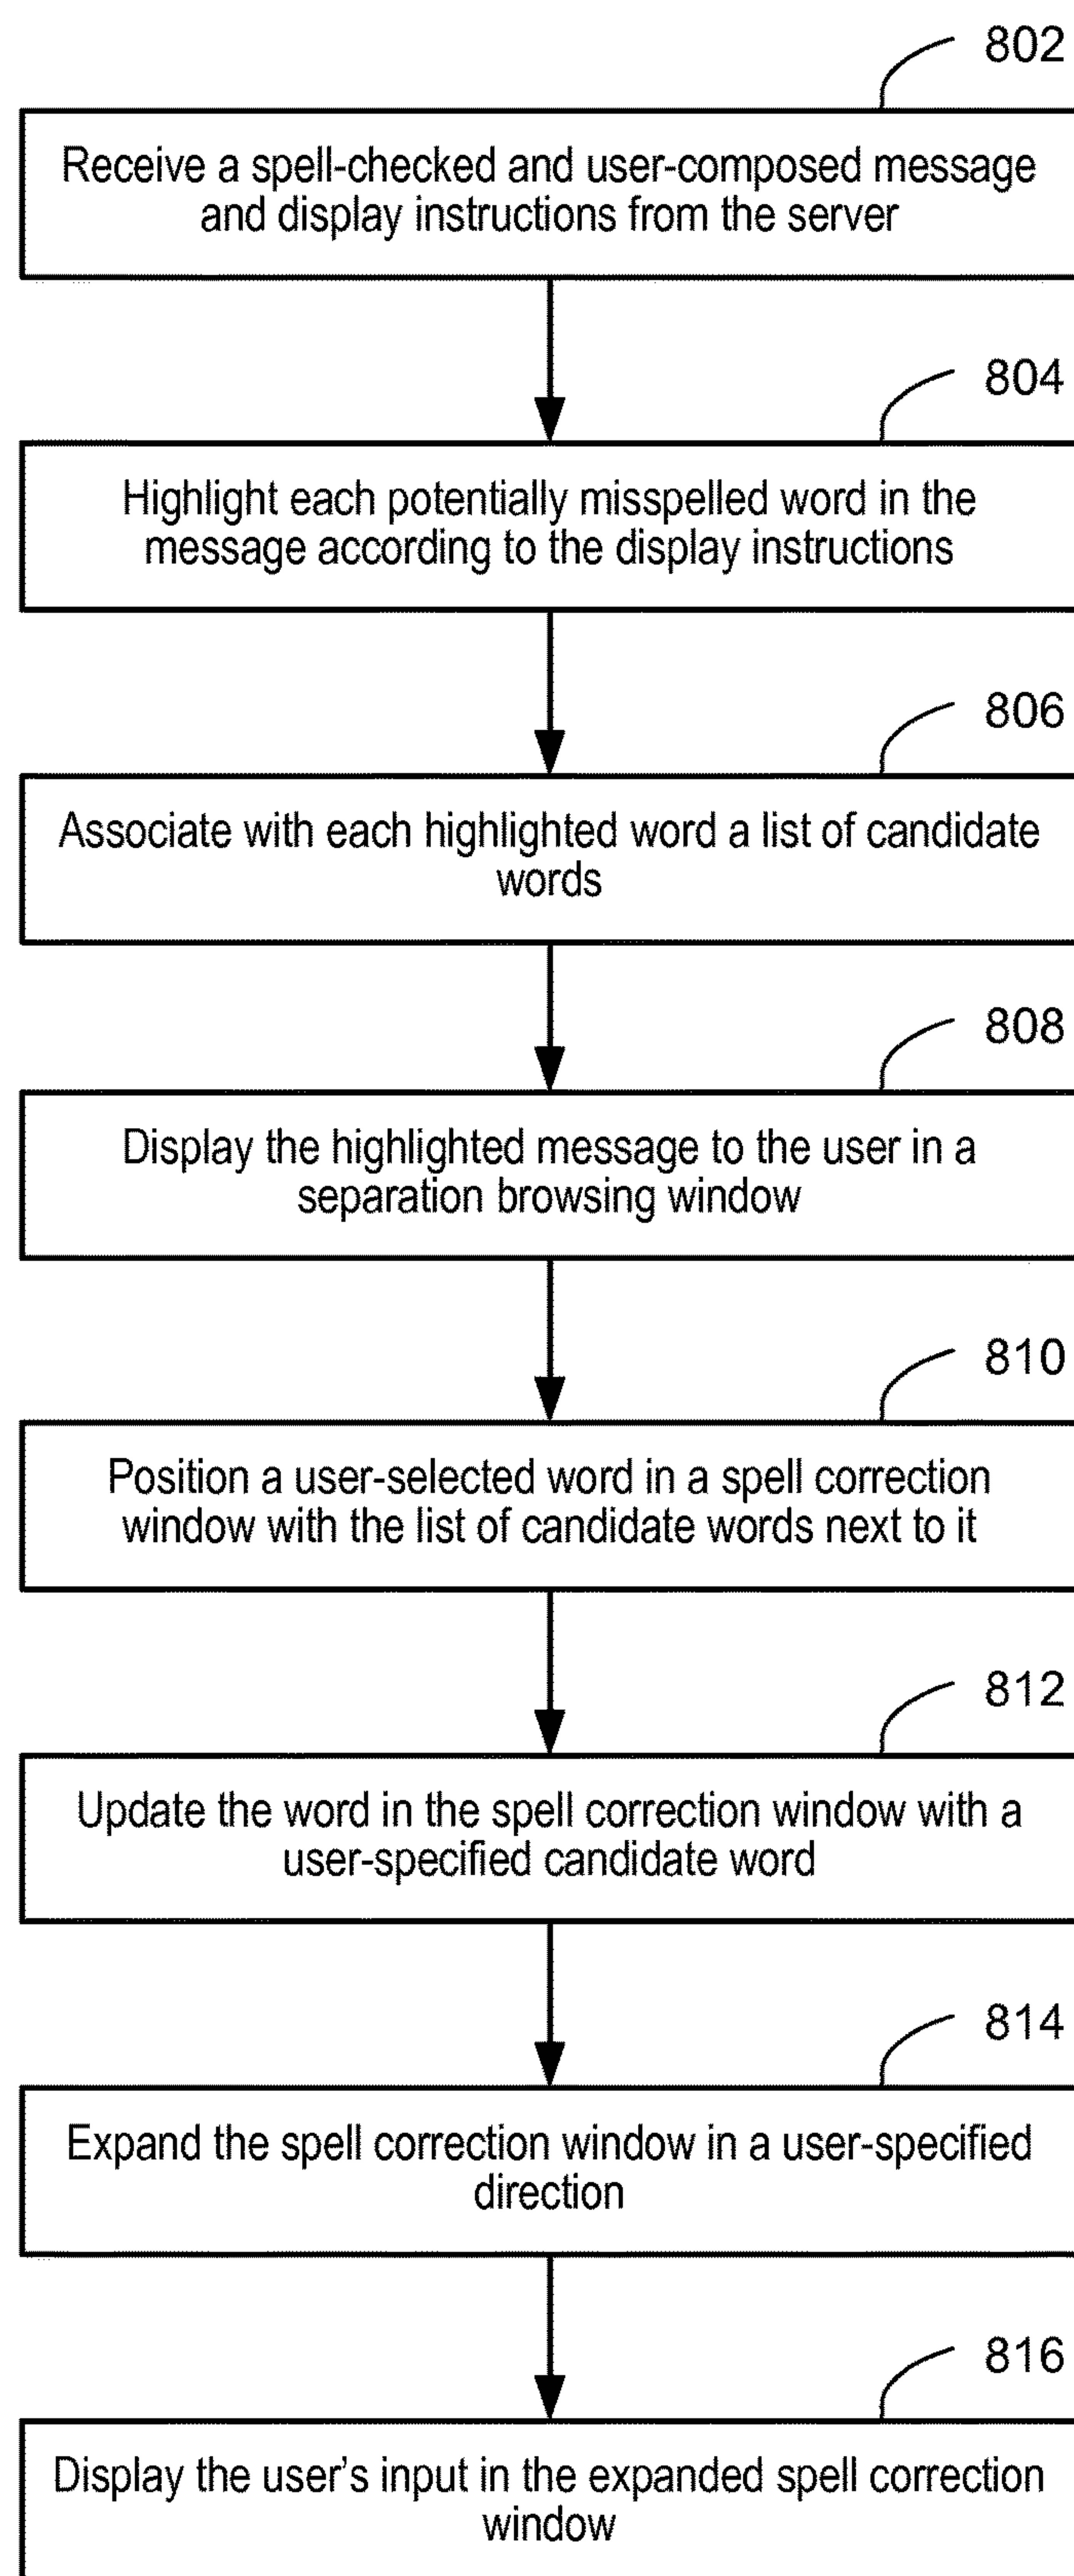 802
Receive a spell-checked and user-composed message
and display instructions from the server
804
Highlight each potentially misspelled word in the
message according to the display instructions
806
Associate with each highlighted word a list of candidate
words
808
Display the highlighted message to the user in a
separation browsing window
810
Position a user-selected word in a spell correction
window with the list of candidate words next to it
812
Update the word in the spell correction window with a
user-specified candidate word
814
Expand the spell correction window in a user-specified
direction
816
Display the user’s input in the expanded spell correction
window